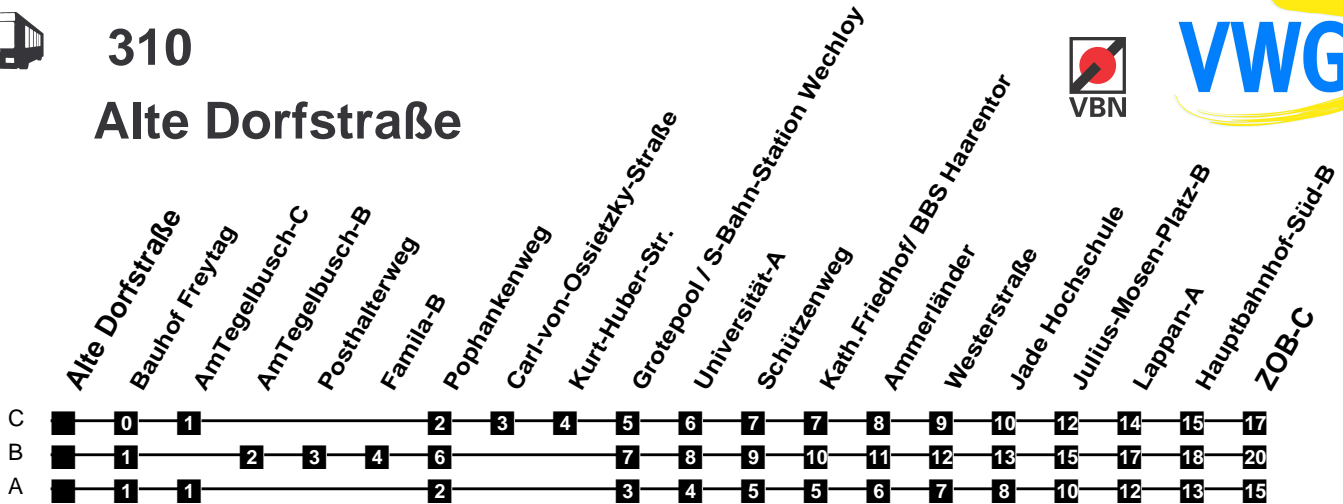 310
Alte Dorfstraße
VBN
VWG
Alte Dorfstraße
Bauhof Freytag
AmTegelbusch-C
AmTegelbusch-B
Posthalterweg
Famila-B
Pophankenweg
Carl-von-Ossietzky-Straße
Kurt-Huber-Str.
Grotepool / S-Bahn-Station Wechloy
Universität-A
Schützenweg
Kath.Friedhof/ BBS Haarentor
Ammerländer
Westerstraße
Jade Hochschule
Julius-Mosen-Platz-B
Lappan-A
Hauptbahnhof-Süd-B
ZOB-C
C 0 1 2 3 4 5 6 7 7 8 9 10 12 14 15 17
B 1 2 3 4 6 7 8 9 10 11 12 13 15 17 18 20
A 1 1 2 3 4 5 5 6 7 8 10 12 13 15